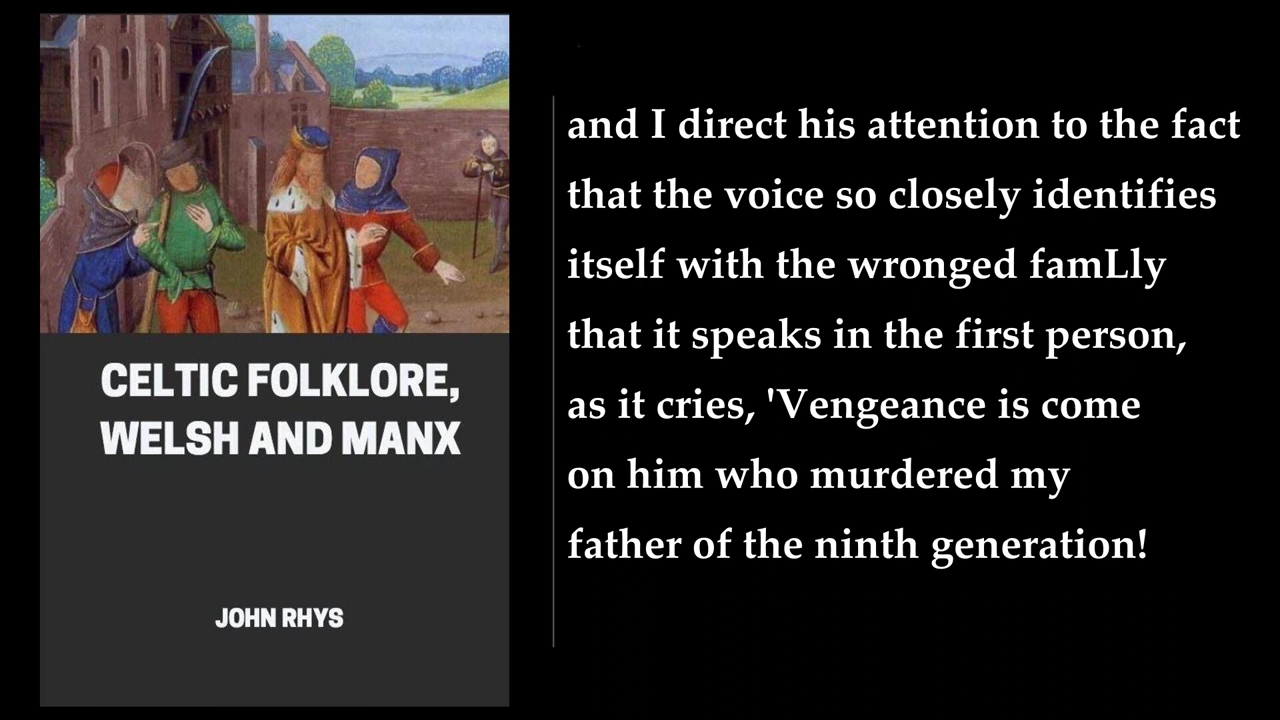 CELTIC FOLKLORE,
WELSH AND MANX
JOHN RHYS
and I direct his attention to the fact
that the voice so closely identifies
itself with the wronged famLly
that it speaks in the first person,
as it cries, 'Vengeance is come
on him who murdered my
father of the ninth generation!